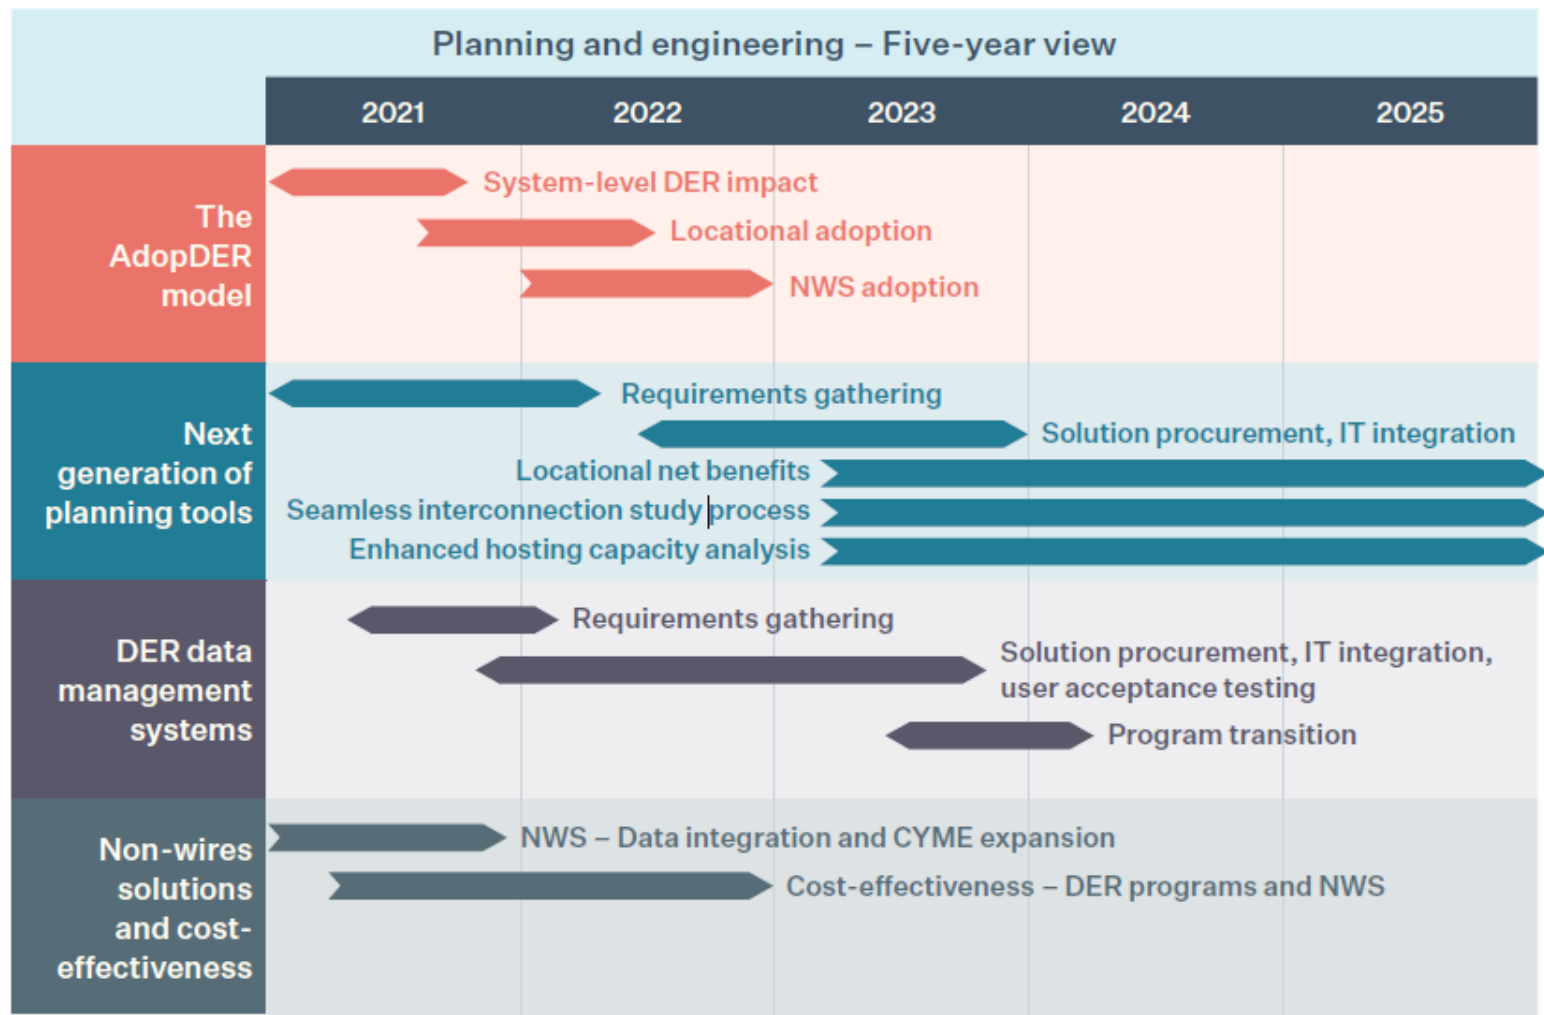 Planning and engineering – Five-year view
2021 2022 2023 2024 2025
The
AdopDER
model
System-level DER impact
Locational adoption
NWS adoption
Next
generation of
planning tools
Requirements gathering
Solution procurement, IT integration
Locational net benefits
Seamless interconnection study process
Enhanced hosting capacity analysis
DER data
management
systems
Requirements gathering
Solution procurement, IT integration,
user acceptance testing
Program transition
Non-wires
solutions
and cost-
effectiveness
NWS – Data integration and CYME expansion
Cost-effectiveness – DER programs and NWS